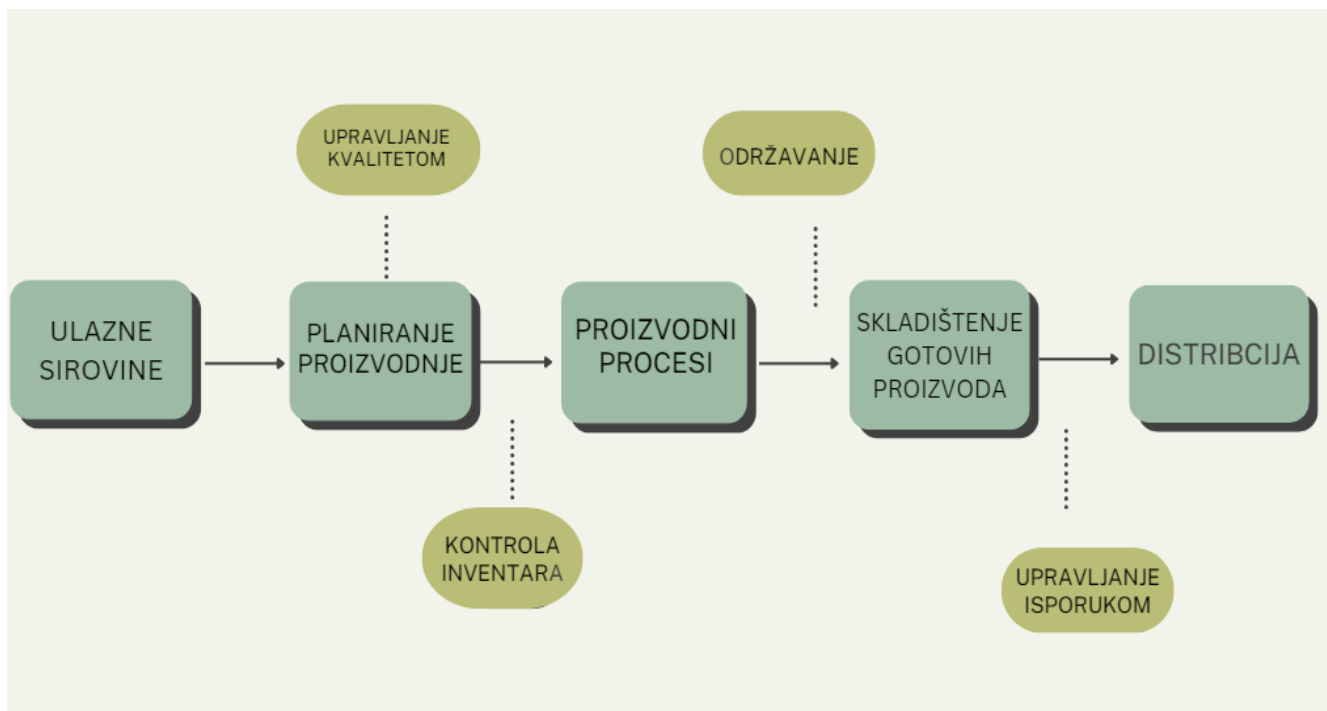 UPRAVLJANJE
KVALITETOM
ODRŽAVANJE
ULAZNE
SIROVINE
PLANIRANJE
PROIZVODNJE
PROIZVODNI
PROCESI
SKLADIŠTENJE
GOTOVIH
PROIZVODA
DISTRIBCIJA
KONTROLA
INVENTARA
UPRAVLJANJE
ISPORUKOM